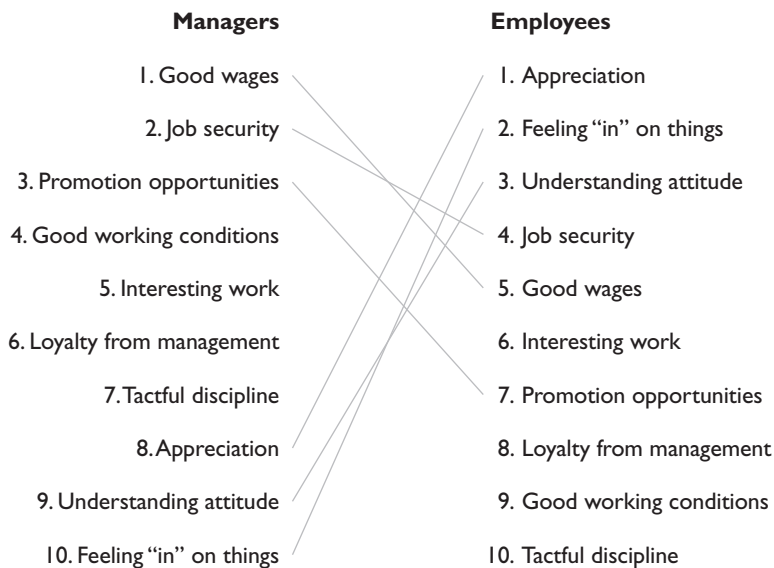 Managers
Employees
1. Good wages
1. Appreciation
2. Job security
2. Feeling “in” on things
3. Promotion opportunities
3. Understanding attitude
4. Good working conditions
4. Job security
5. Interesting work
5. Good wages
6. Loyalty from management
6. Interesting work
7. Tactful discipline
7. Promotion opportunities
8. Appreciation
8. Loyalty from management
9. Understanding attitude
9. Good working conditions
10. Feeling “in” on things
10. Tactful discipline